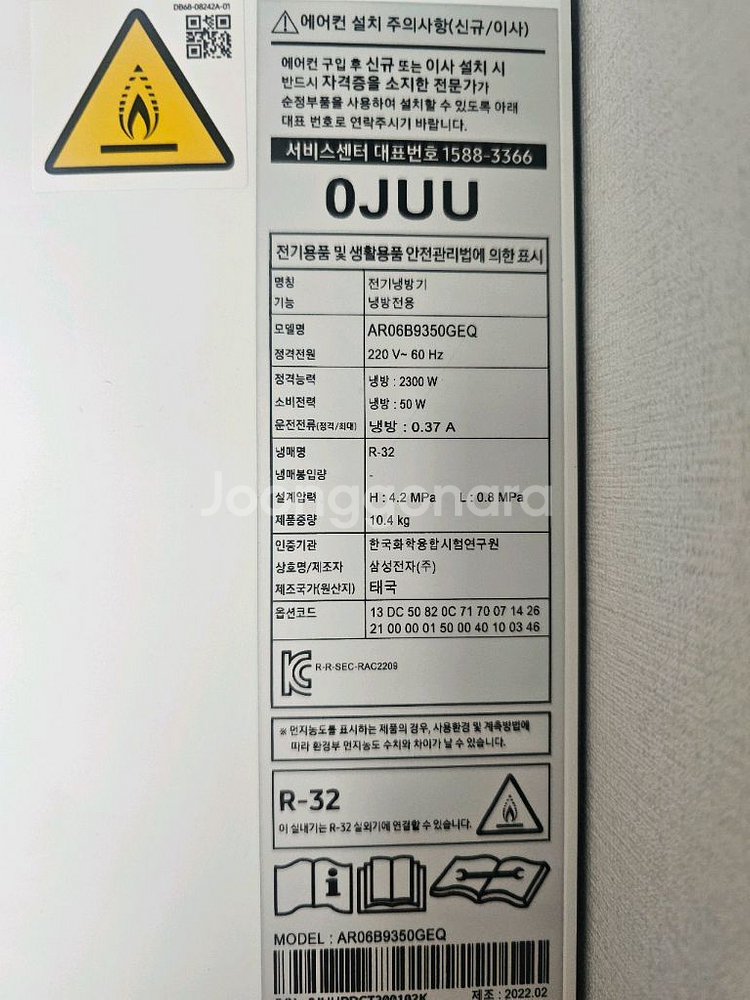 DB68-08242A-01
에어컨 설치 주의사항(신규/이사)
에어컨 구입 후 신규 또는 이사 설치 시
반드시 자격증을 소지한 전문가가
순정부품을 사용하여 설치할 수 있도록 아래
대표 번호로 연락주시기 바랍니다.
서비스센터 대표번호 1588-3366
0JUU
전기용품 및 생활용품 안전관리법에 의한 표시
명칭 전기냉방기
기능 냉방전용
모델명 AR06B9350GEQ
정격전원 220 V~ 60 Hz
정격능력 냉방 : 2300 W
소비전력 냉방 : 50 W
운전전류(정격/최대) 냉방 : 0.37 A
냉매명 R-32
냉매봉입량 -
설계압력 H : 4.2 MPa L : 0.8 MPa
제품중량 10.4 kg
인증기관 한국화학융합시험연구원
상호명/제조자 삼성전자(주)
제조국가(원산지) 태국
옵션코드 13 DC 50 82 0C 71 70 07 14 26
21 00 00 01 50 00 40 10 03 46
R-R-SEC-RAC2209
※ 먼지농도를 표시하는 제품의 경우, 사용환경 및 계측방법에
따라 환경부 먼지농도 수치와 차이가 날 수 있습니다.
R-32
이 실내기는 R-32 실외기에 연결할 수 있습니다.
MODEL : AR06B9350GEQ
제조 : 2022.02
Joonggonara